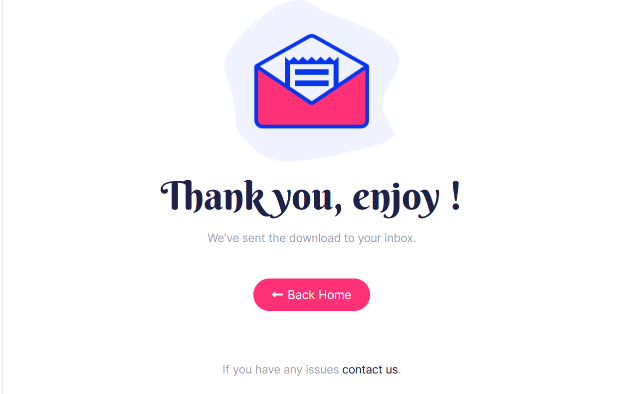 Thank you, enjoy !
We've sent the download to your inbox.
← Back Home
If you have any issues contact us.